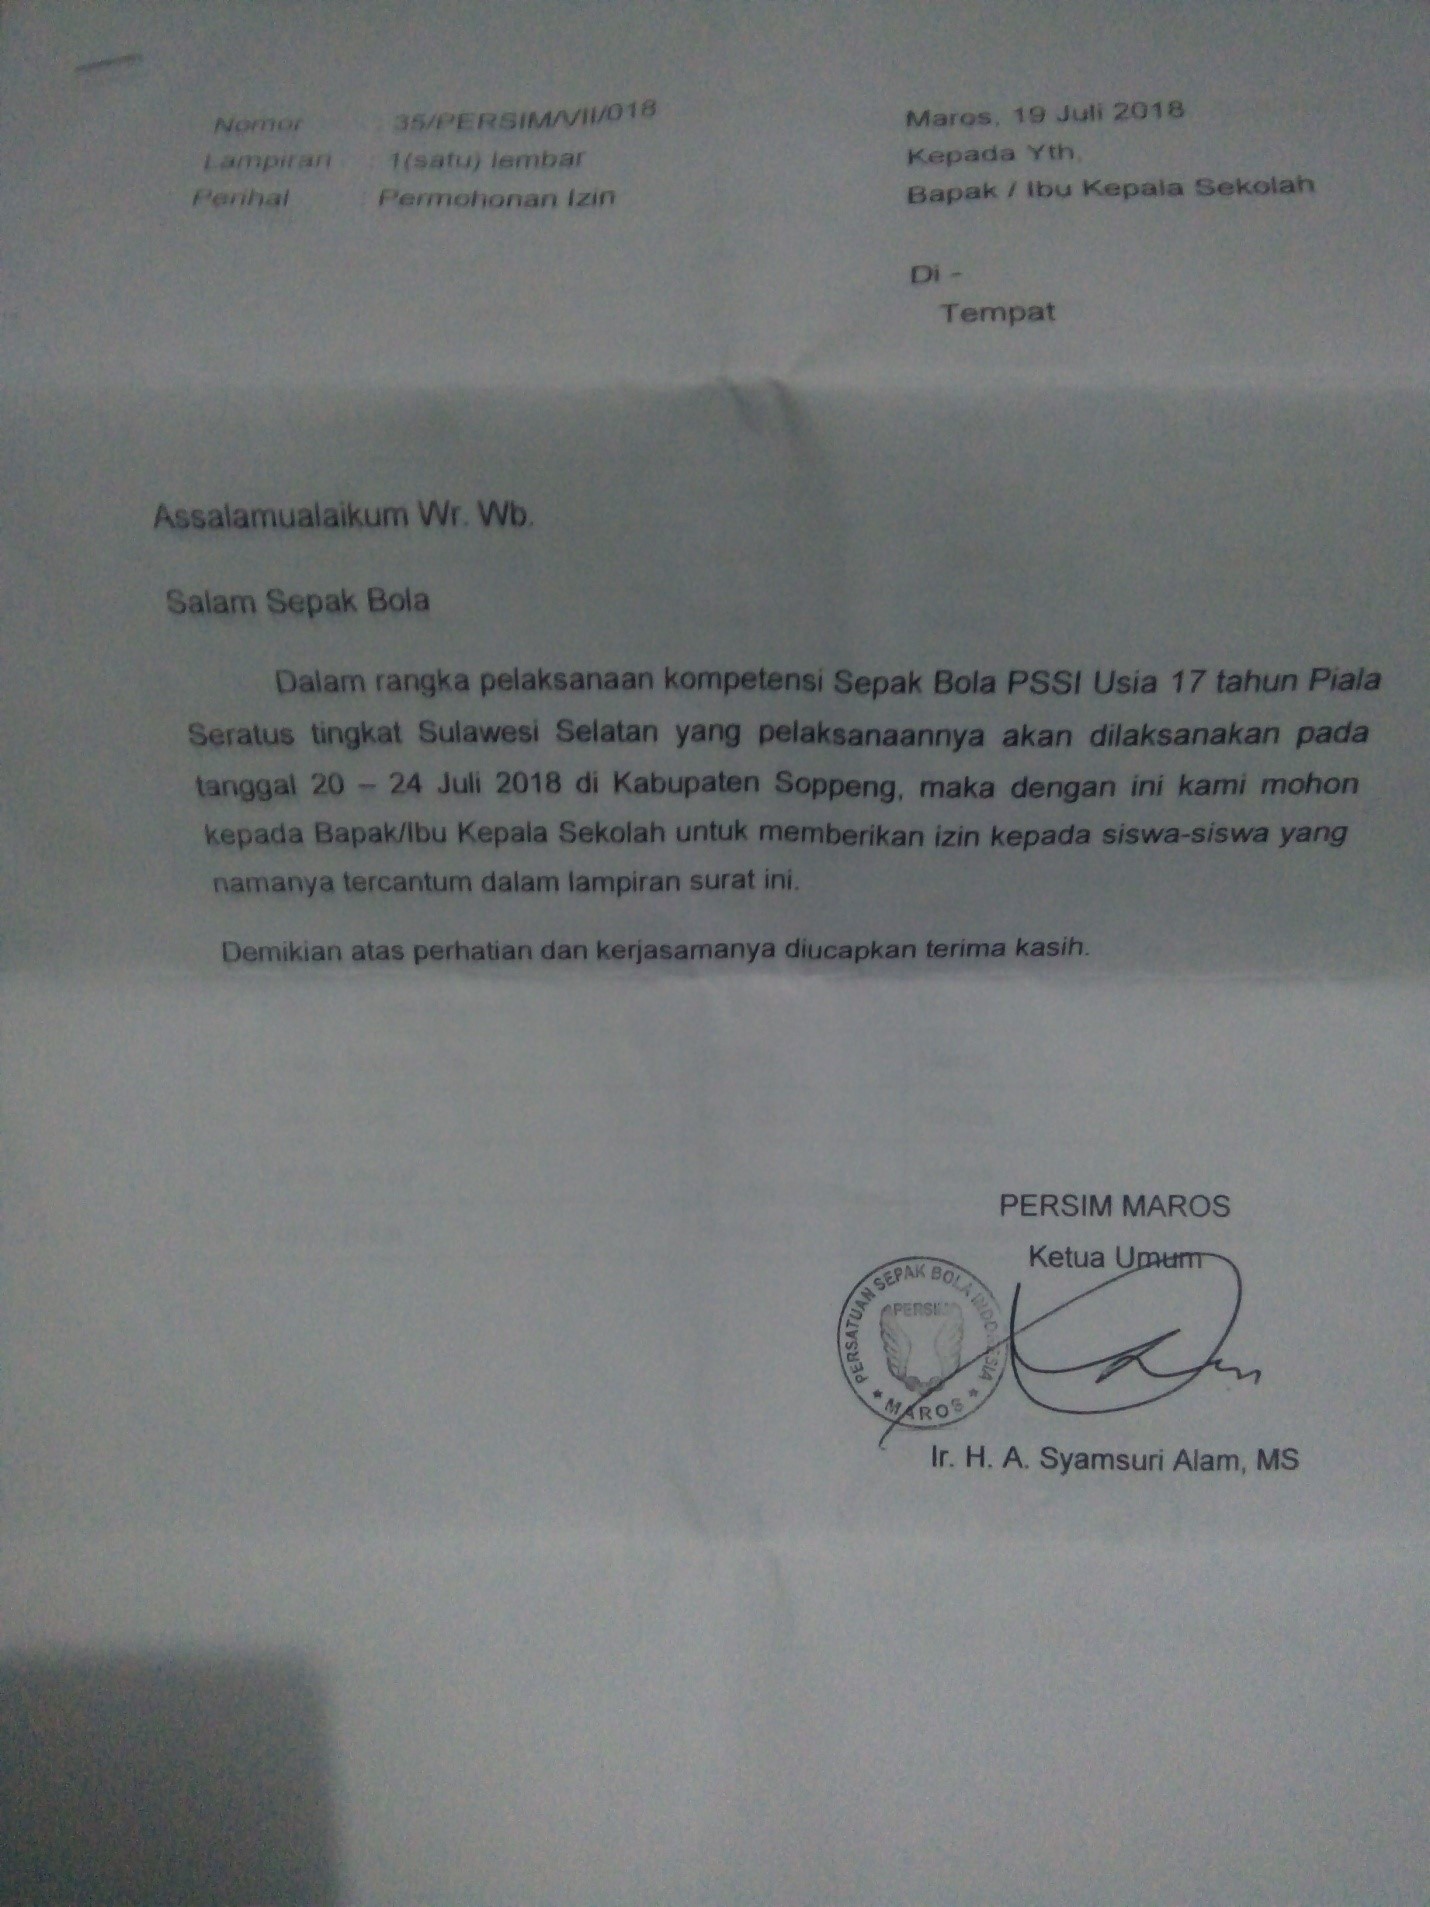 Nomor : 35/PERSIM/VII/018
Lampiran : 1(satu) lembar
Perihal : Permohonan Izin
Maros, 19 Juli 2018
Kepada Yth,
Bapak / Ibu Kepala Sekolah
Di -
Tempat
Assalamualaikum Wr. Wb.
Salam Sepak Bola
Dalam rangka pelaksanaan kompetensi Sepak Bola PSSI Usia 17 tahun Piala
Seratus tingkat Sulawesi Selatan yang pelaksanaannya akan dilaksanakan pada
tanggal 20 – 24 Juli 2018 di Kabupaten Soppeng, maka dengan ini kami mohon
kepada Bapak/Ibu Kepala Sekolah untuk memberikan izin kepada siswa-siswa yang
namanya tercantum dalam lampiran surat ini.
Demikian atas perhatian dan kerjasamanya diucapkan terima kasih.
PERSIM MAROS
Ketua Umum
PERSATUAN SEPAK BOLA INDONESIA
PERSIM
MAROS
Ir. H. A. Syamsuri Alam, MS